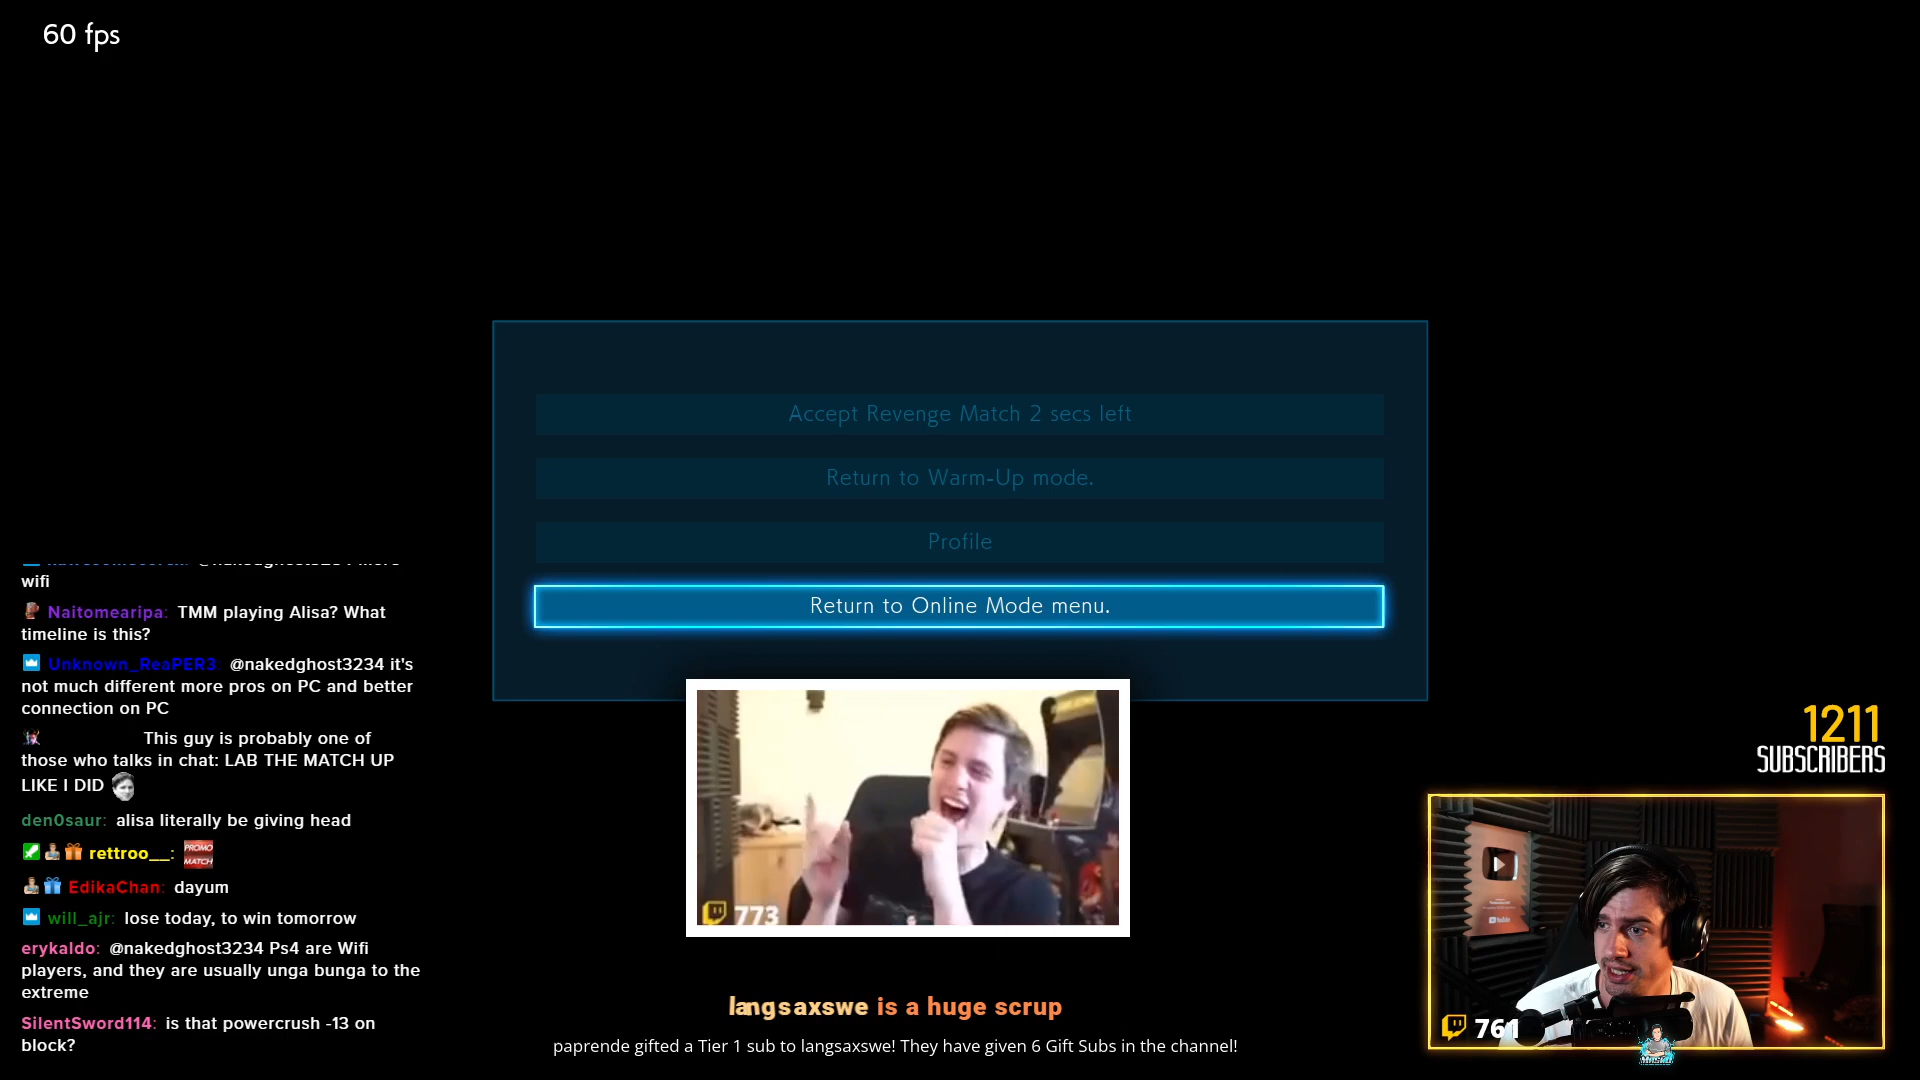 60 fps
Accept Revenge Match 2 secs left
Return to Warm-Up mode.
Profile
Return to Online Mode menu.
wifi
Naitomearipa: TMM playing Alisa? What
timeline is this?
Unknown_ReaPER3: @nakedghost3234 it's
not much different more pros on PC and better
connection on PC
This guy is probably one of
those who talks in chat: LAB THE MATCH UP
LIKE I DID
den0saur: alisa literally be giving head
rettroo__: PROMO
MATCH
EdikaChan: dayum
will_ajr: lose today, to win tomorrow
erykaldo: @nakedghost3234 Ps4 are Wifi
players, and they are usually unga bunga to the
extreme
SilentSword114: is that powercrush -13 on
block?
773
langsaxswe is a huge scrup
paprende gifted a Tier 1 sub to langsaxswe! They have given 6 Gift Subs in the channel!
1211
SUBSCRIBERS
761